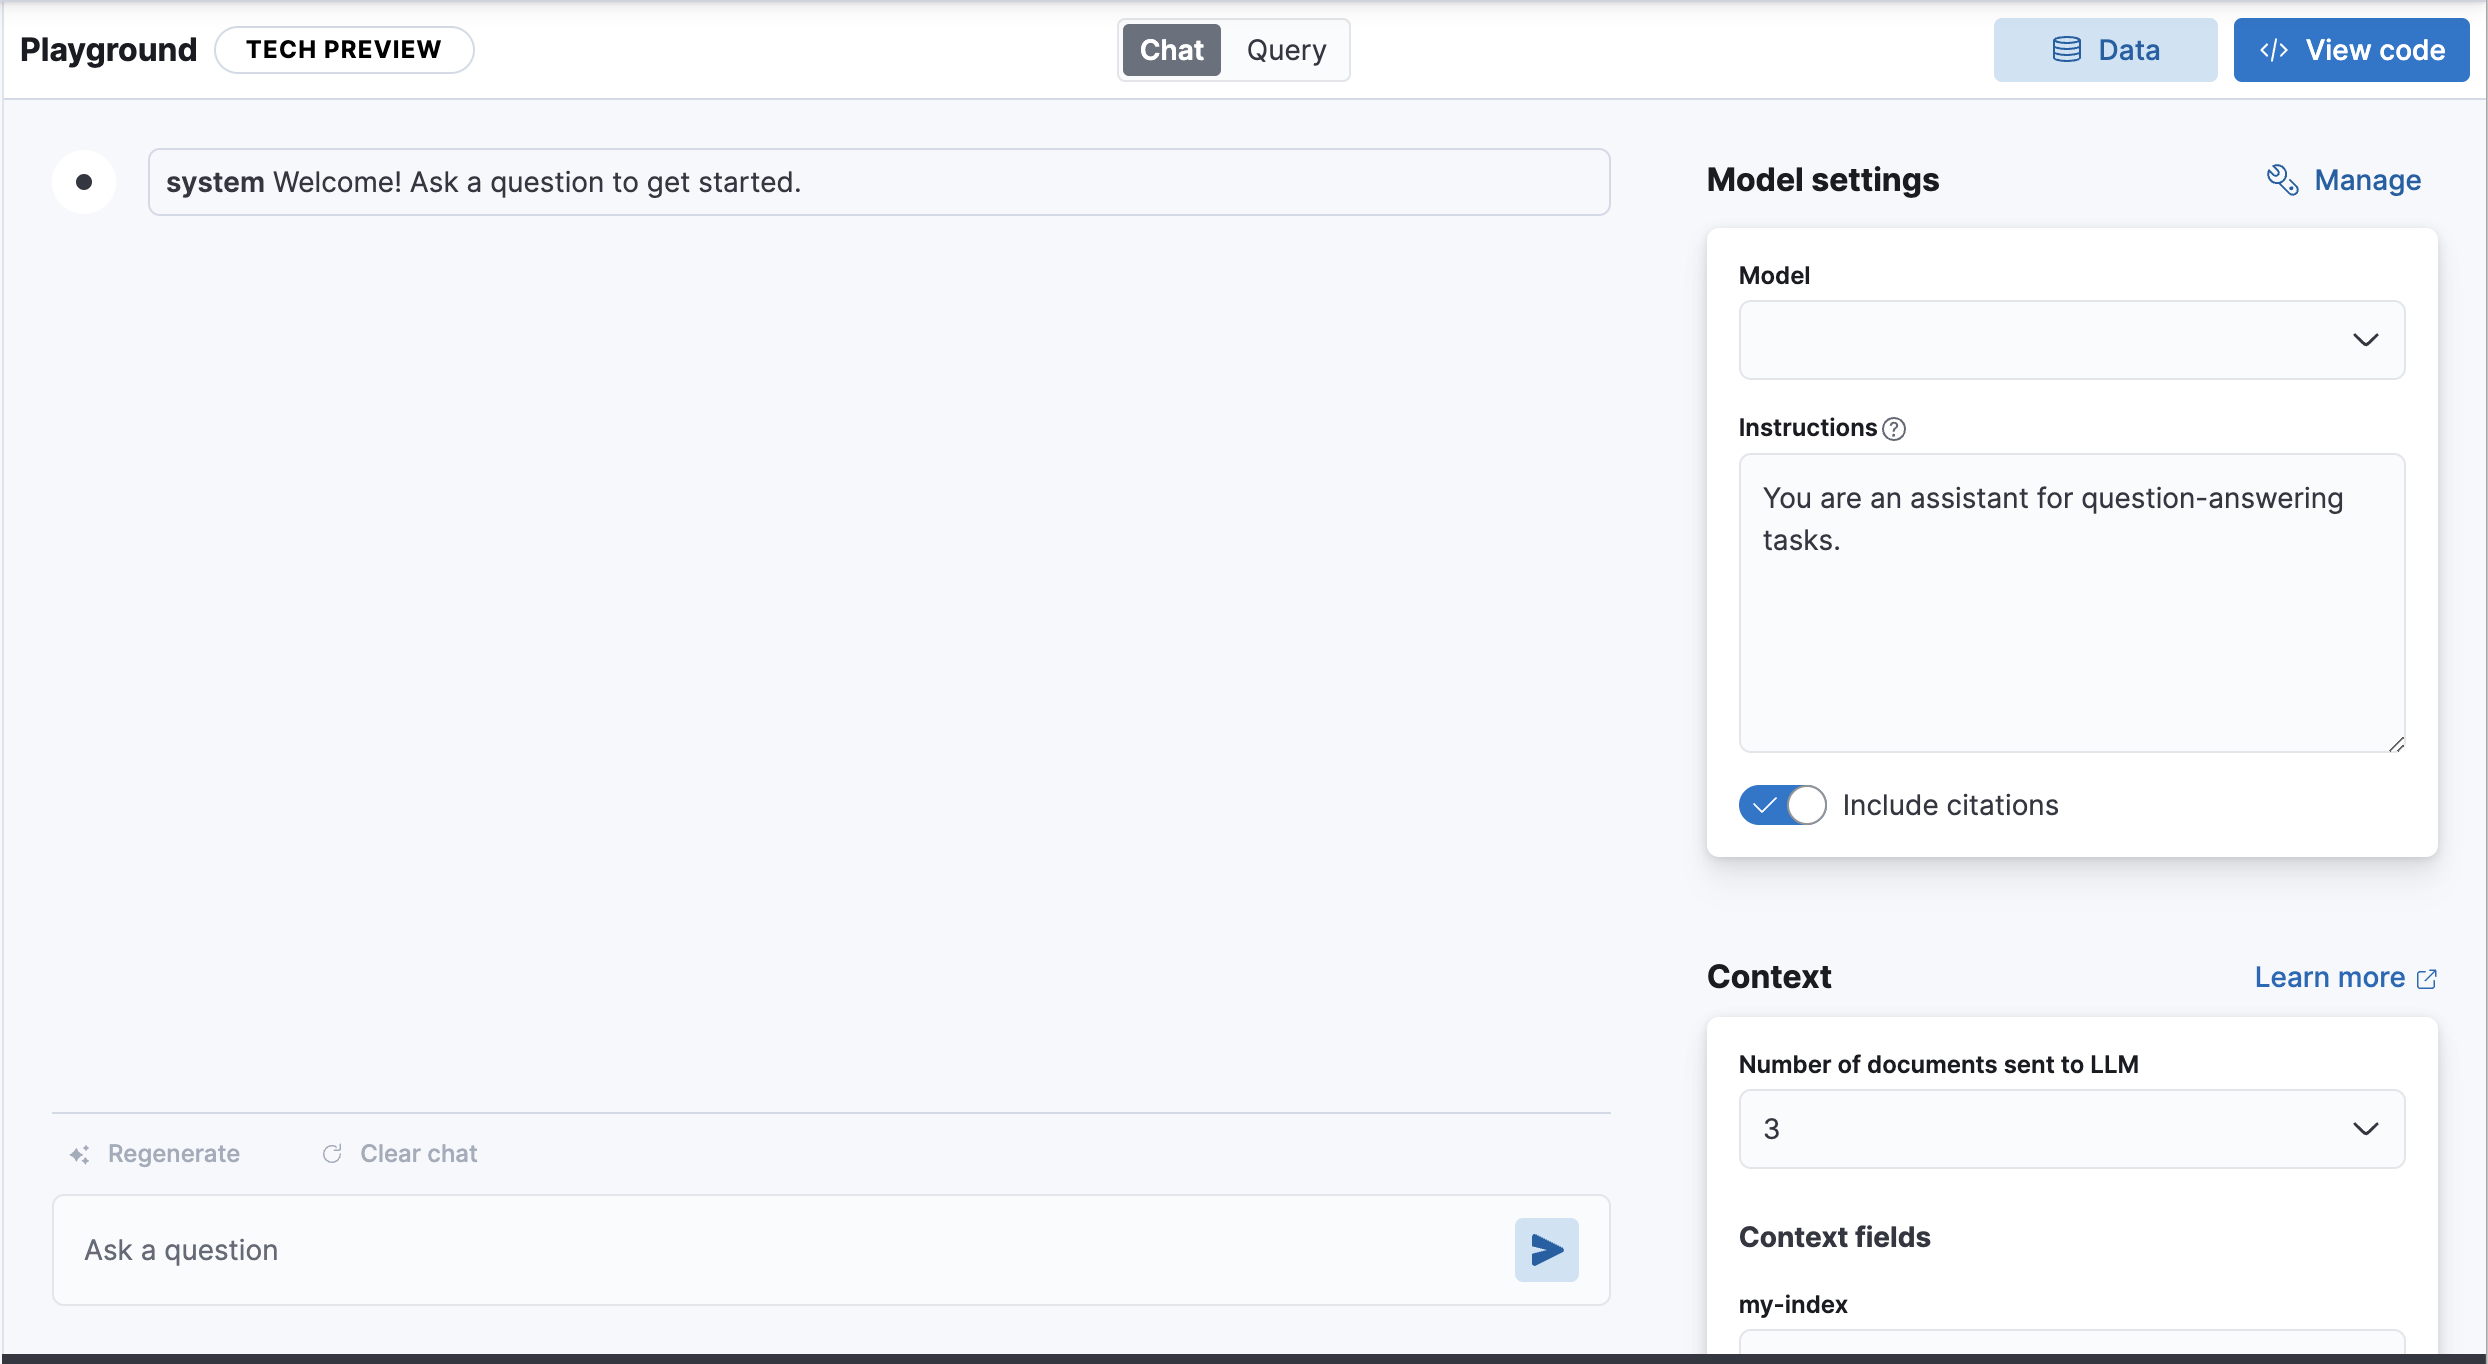 Playground
TECH PREVIEW
Chat
Query
Data
View code
system Welcome! Ask a question to get started.
Model settings
Manage
Model
Instructions
You are an assistant for question-answering
tasks.
Include citations
Context
Learn more
Number of documents sent to LLM
3
Context fields
my-index
Regenerate
Clear chat
Ask a question